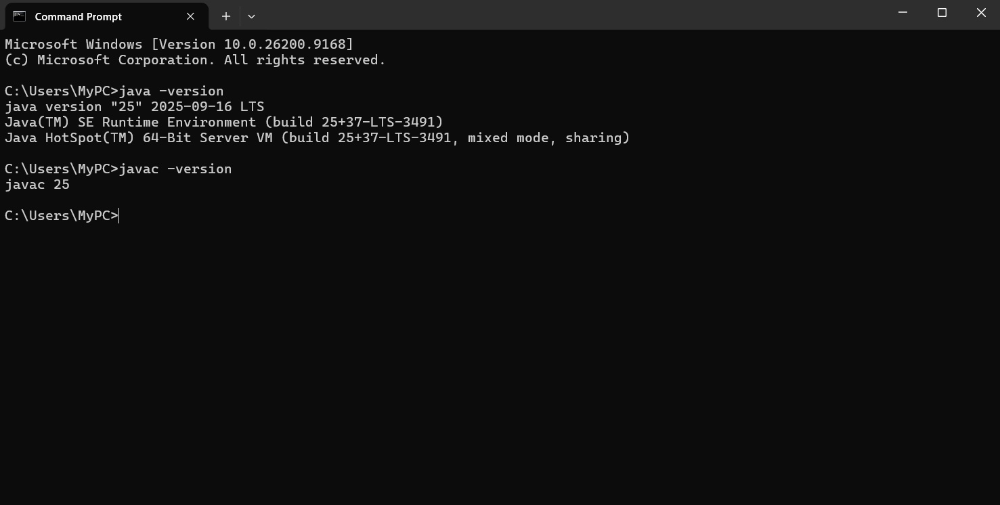 Command Prompt
Microsoft Windows [Version 10.0.26200.9168]
(c) Microsoft Corporation. All rights reserved.
C:\Users\MyPC>java -version
java version "25" 2025-09-16 LTS
Java(TM) SE Runtime Environment (build 25+37-LTS-3491)
Java HotSpot(TM) 64-Bit Server VM (build 25+37-LTS-3491, mixed mode, sharing)
C:\Users\MyPC>javac -version
javac 25
C:\Users\MyPC>